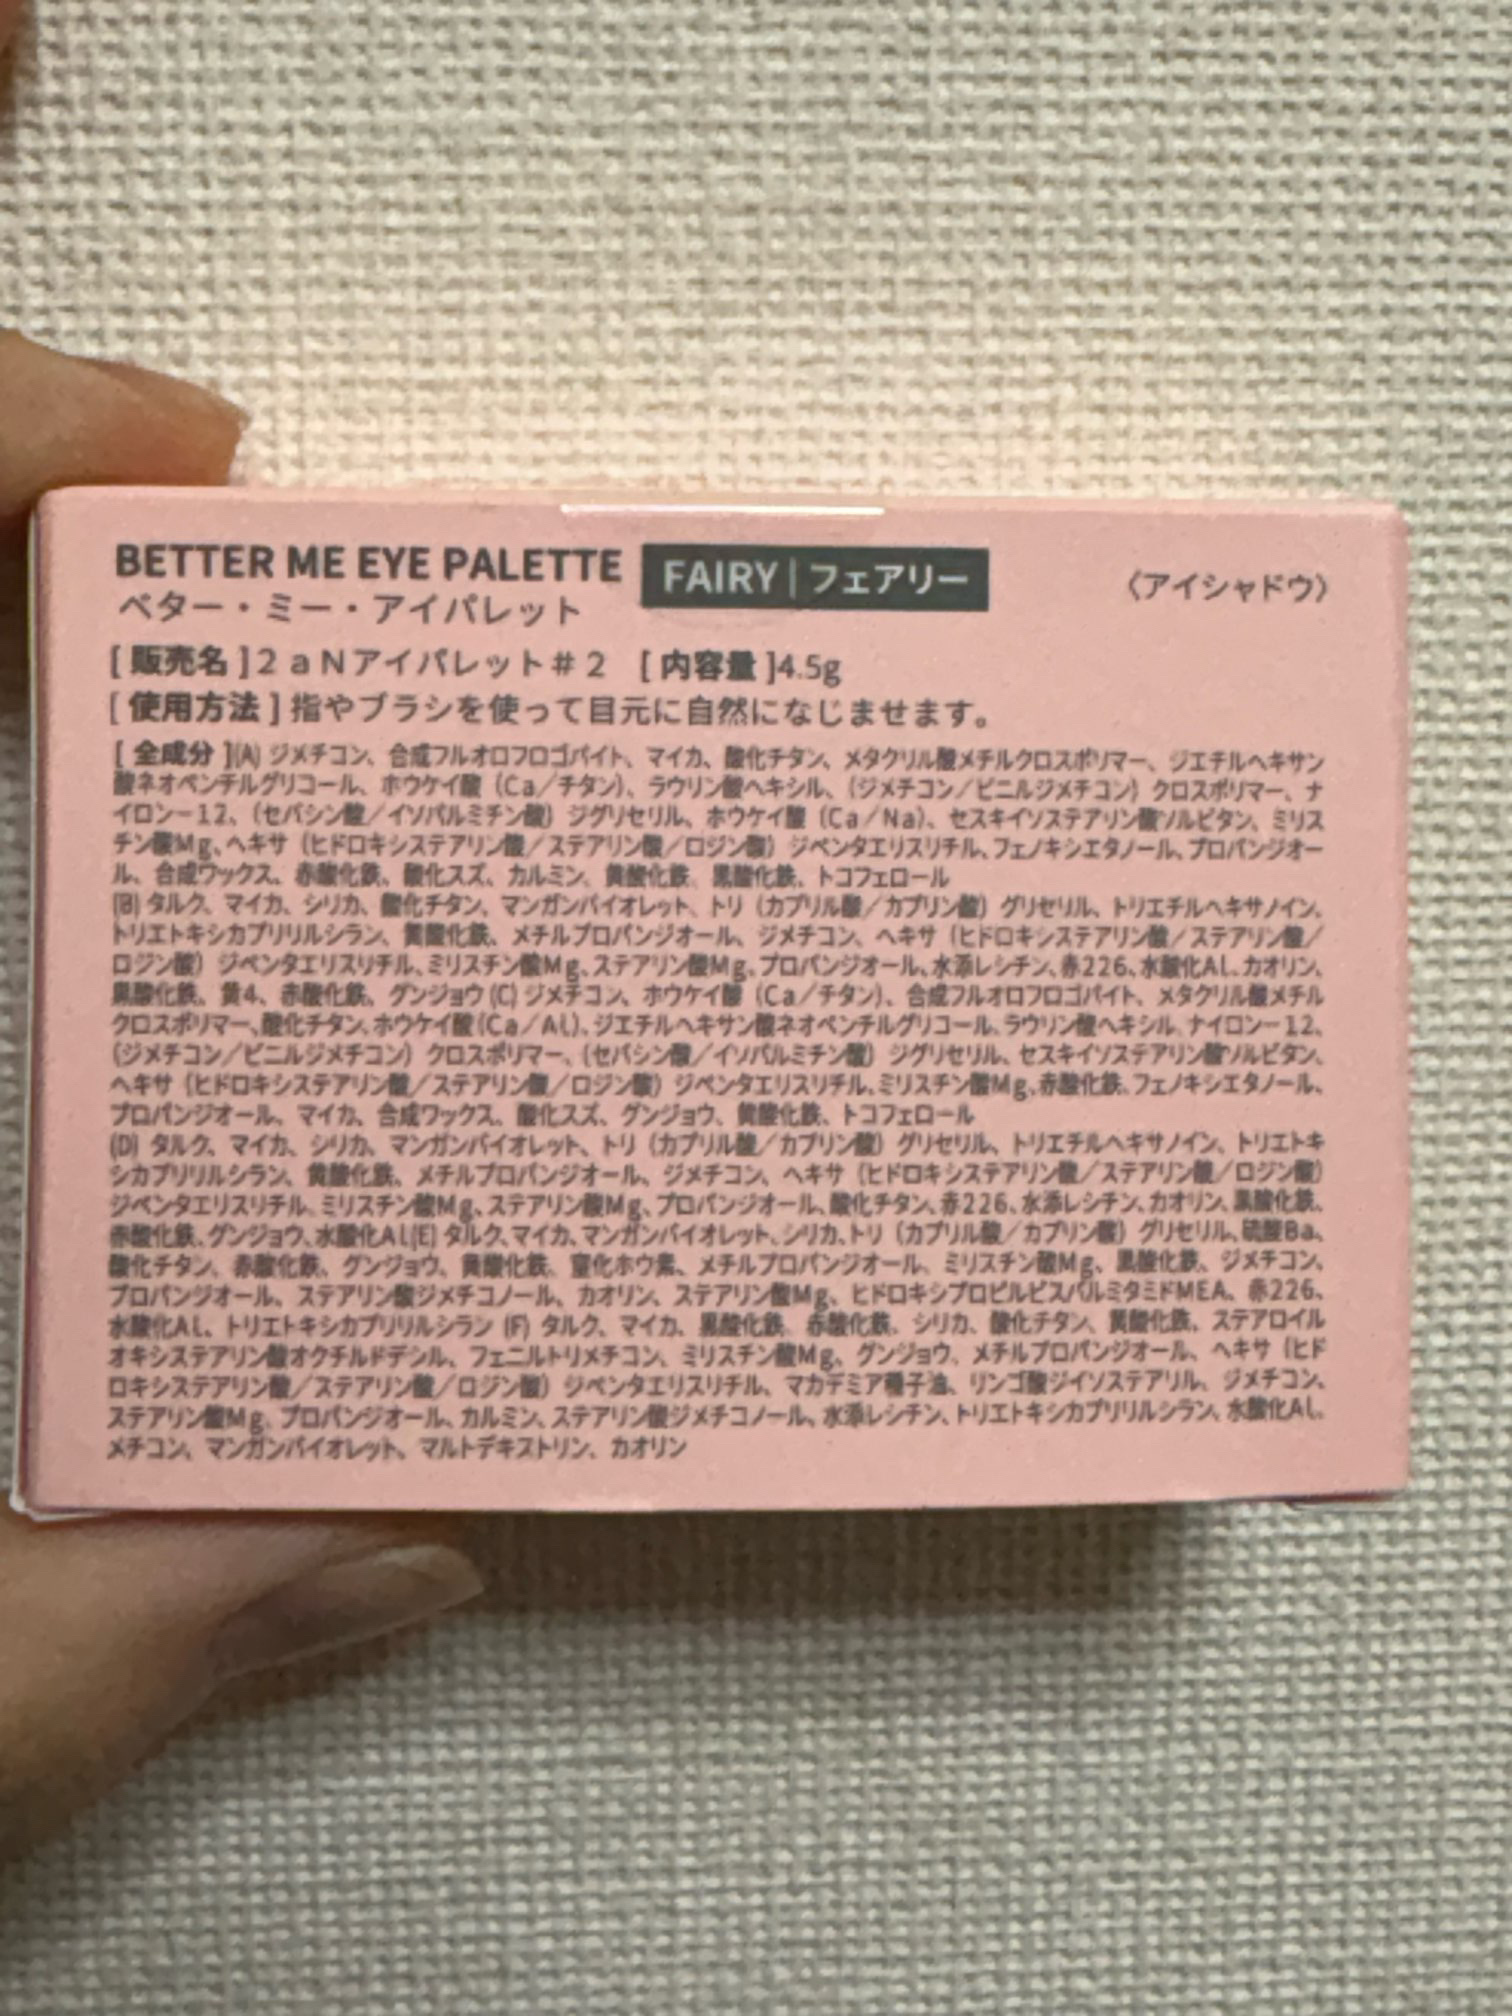 BETTER ME EYE PALETTE FAIRY | フェアリー 〈アイシャドウ〉
ベター・ミー・アイパレット
[ 販売名 ]２ａＮアイパレット＃２ [ 内容量 ]4.5g
[ 使用方法 ] 指やブラシを使って目元に自然になじませます。
[ 全成分 ](A) ジメチコン、合成フルオロフロゴパイト、マイカ、酸化チタン、メタクリル酸メチルクロスポリマー、ジエチルヘキサン
酸ネオペンチルグリコール、ホウケイ酸（Ca／チタン）、ラウリン酸ヘキシル、（ジメチコン／ビニルジメチコン）クロスポリマー、ナ
イロン－12、（セバシン酸／イソパルミチン酸）ジグリセリル、ホウケイ酸（Ca／Na）、セスキイソステアリン酸ソルビタン、ミリス
チン酸Mg、ヘキサ（ヒドロキシステアリン酸／ステアリン酸／ロジン酸）ジペンタエリスリチル、フェノキシエタノール、プロパンジオー
ル、合成ワックス、赤酸化鉄、酸化スズ、カルミン、黄酸化鉄、黒酸化鉄、トコフェロール
(B) タルク、マイカ、シリカ、酸化チタン、マンガンバイオレット、トリ（カプリル酸／カプリン酸）グリセリル、トリエチルヘキサノイン、
トリエトキシカプリリルシラン、黄酸化鉄、メチルプロパンジオール、ジメチコン、ヘキサ（ヒドロキシステアリン酸／ステアリン酸／
ロジン酸）ジペンタエリスリチル、ミリスチン酸Mg、ステアリン酸Mg、プロパンジオール、水添レシチン、赤226、水酸化Al、カオリン、
黒酸化鉄、黄4、赤酸化鉄、グンジョウ (C) ジメチコン、ホウケイ酸（Ca／チタン）、合成フルオロフロゴパイト、メタクリル酸メチル
クロスポリマー、酸化チタン、ホウケイ酸（Ca／Al）、ジエチルヘキサン酸ネオペンチルグリコール、ラウリン酸ヘキシル、ナイロン－12、
（ジメチコン／ビニルジメチコン）クロスポリマー、（セバシン酸／イソパルミチン酸）ジグリセリル、セスキイソステアリン酸ソルビタン、
ヘキサ（ヒドロキシステアリン酸／ステアリン酸／ロジン酸）ジペンタエリスリチル、ミリスチン酸Mg、赤酸化鉄、フェノキシエタノール、
プロパンジオール、マイカ、合成ワックス、酸化スズ、グンジョウ、黄酸化鉄、トコフェロール
(D) タルク、マイカ、シリカ、マンガンバイオレット、トリ（カプリル酸／カプリン酸）グリセリル、トリエチルヘキサノイン、トリエトキ
シカプリリルシラン、黄酸化鉄、メチルプロパンジオール、ジメチコン、ヘキサ（ヒドロキシステアリン酸／ステアリン酸／ロジン酸）
ジペンタエリスリチル、ミリスチン酸Mg、ステアリン酸Mg、プロパンジオール、酸化チタン、赤226、水添レシチン、カオリン、黒酸化鉄、
赤酸化鉄、グンジョウ、水酸化Al(E) タルク、マイカ、マンガンバイオレット、シリカ、トリ（カプリル酸／カプリン酸）グリセリル、硫酸Ba、
酸化チタン、赤酸化鉄、グンジョウ、黄酸化鉄、窒化ホウ素、メチルプロパンジオール、ミリスチン酸Mg、黒酸化鉄、ジメチコン、
プロパンジオール、ステアリン酸ジメチコノール、カオリン、ステアリン酸Mg、ヒドロキシプロピルビスパルミタミドMEA、赤226、
水酸化Al、トリエトキシカプリリルシラン (F) タルク、マイカ、黒酸化鉄、赤酸化鉄、シリカ、酸化チタン、黄酸化鉄、ステアロイル
オキシステアリン酸オクチルドデシル、フェニルトリメチコン、ミリスチン酸Mg、グンジョウ、メチルプロパンジオール、ヘキサ（ヒド
ロキシステアリン酸／ステアリン酸／ロジン酸）ジペンタエリスリチル、マカデミア種子油、リンゴ酸ジイソステアリル、ジメチコン、
ステアリン酸Mg、プロパンジオール、カルミン、ステアリン酸ジメチコノール、水添レシチン、トリエトキシカプリリルシラン、水酸化Al、
メチコン、マンガンバイオレット、マルトデキストリン、カオリン